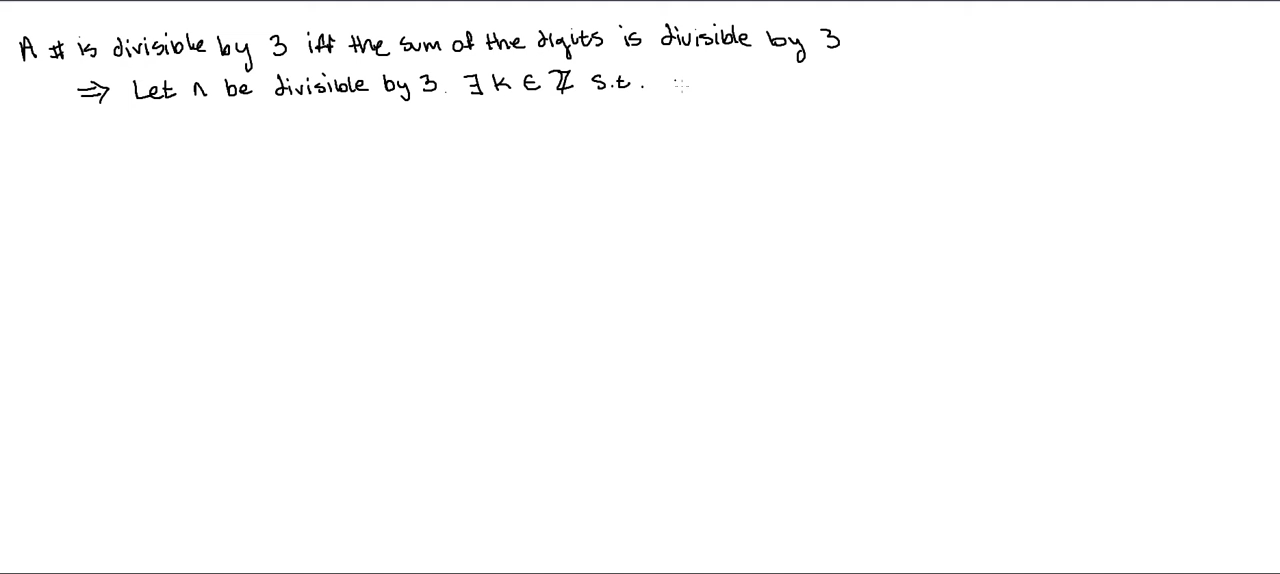 A # is divisible by 3 iff the sum of the digits is divisible by 3
⇒ Let n be divisible by 3. ∃ k ∈ ℤ s.t.